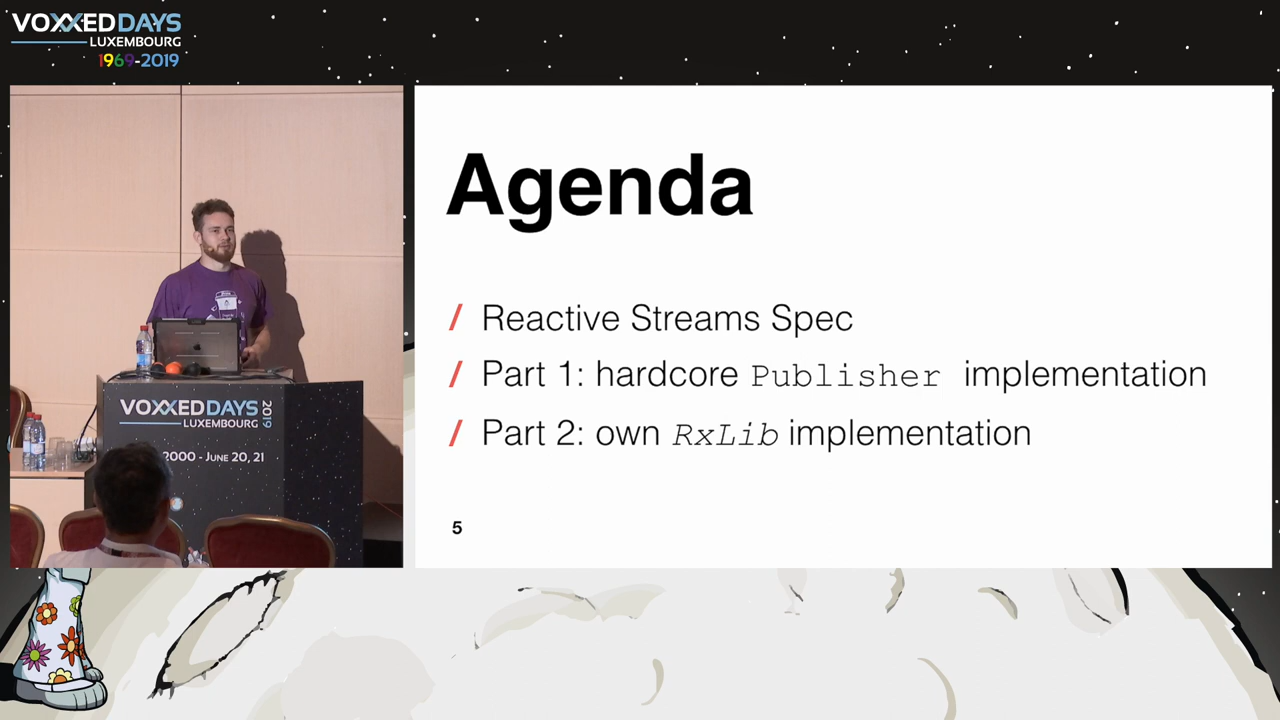 VOXXEDDAYS
LUXEMBOURG
1969-2019
Agenda
/ Reactive Streams Spec
/ Part 1: hardcore Publisher implementation
/ Part 2: own RxLib implementation
5
VOXXEDDAYS
2019
LUXEMBOURG
2000 - JUNE 20, 21